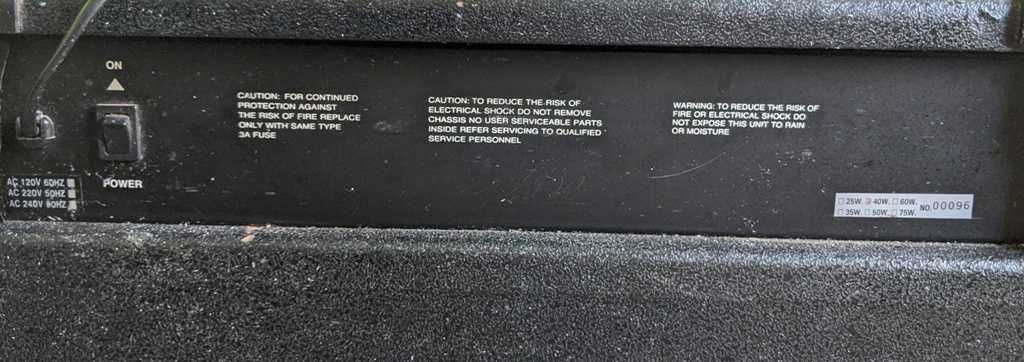 ON
CAUTION: FOR CONTINUED
PROTECTION AGAINST
THE RISK OF FIRE REPLACE
ONLY WITH SAME TYPE
3A FUSE
CAUTION: TO REDUCE THE RISK OF
ELECTRICAL SHOCK DO NOT REMOVE
CHASSIS NO USER SERVICEABLE PARTS
INSIDE REFER SERVICING TO QUALIFIED
SERVICE PERSONNEL
WARNING: TO REDUCE THE RISK OF
FIRE OR ELECTRICAL SHOCK DO
NOT EXPOSE THIS UNIT TO RAIN
OR MOISTURE
POWER
AC 120V 60HZ
AC 220V 50HZ
AC 240V 60HZ
25W. 40W. 60W.
35W. 50W. 75W.
NO. 00096